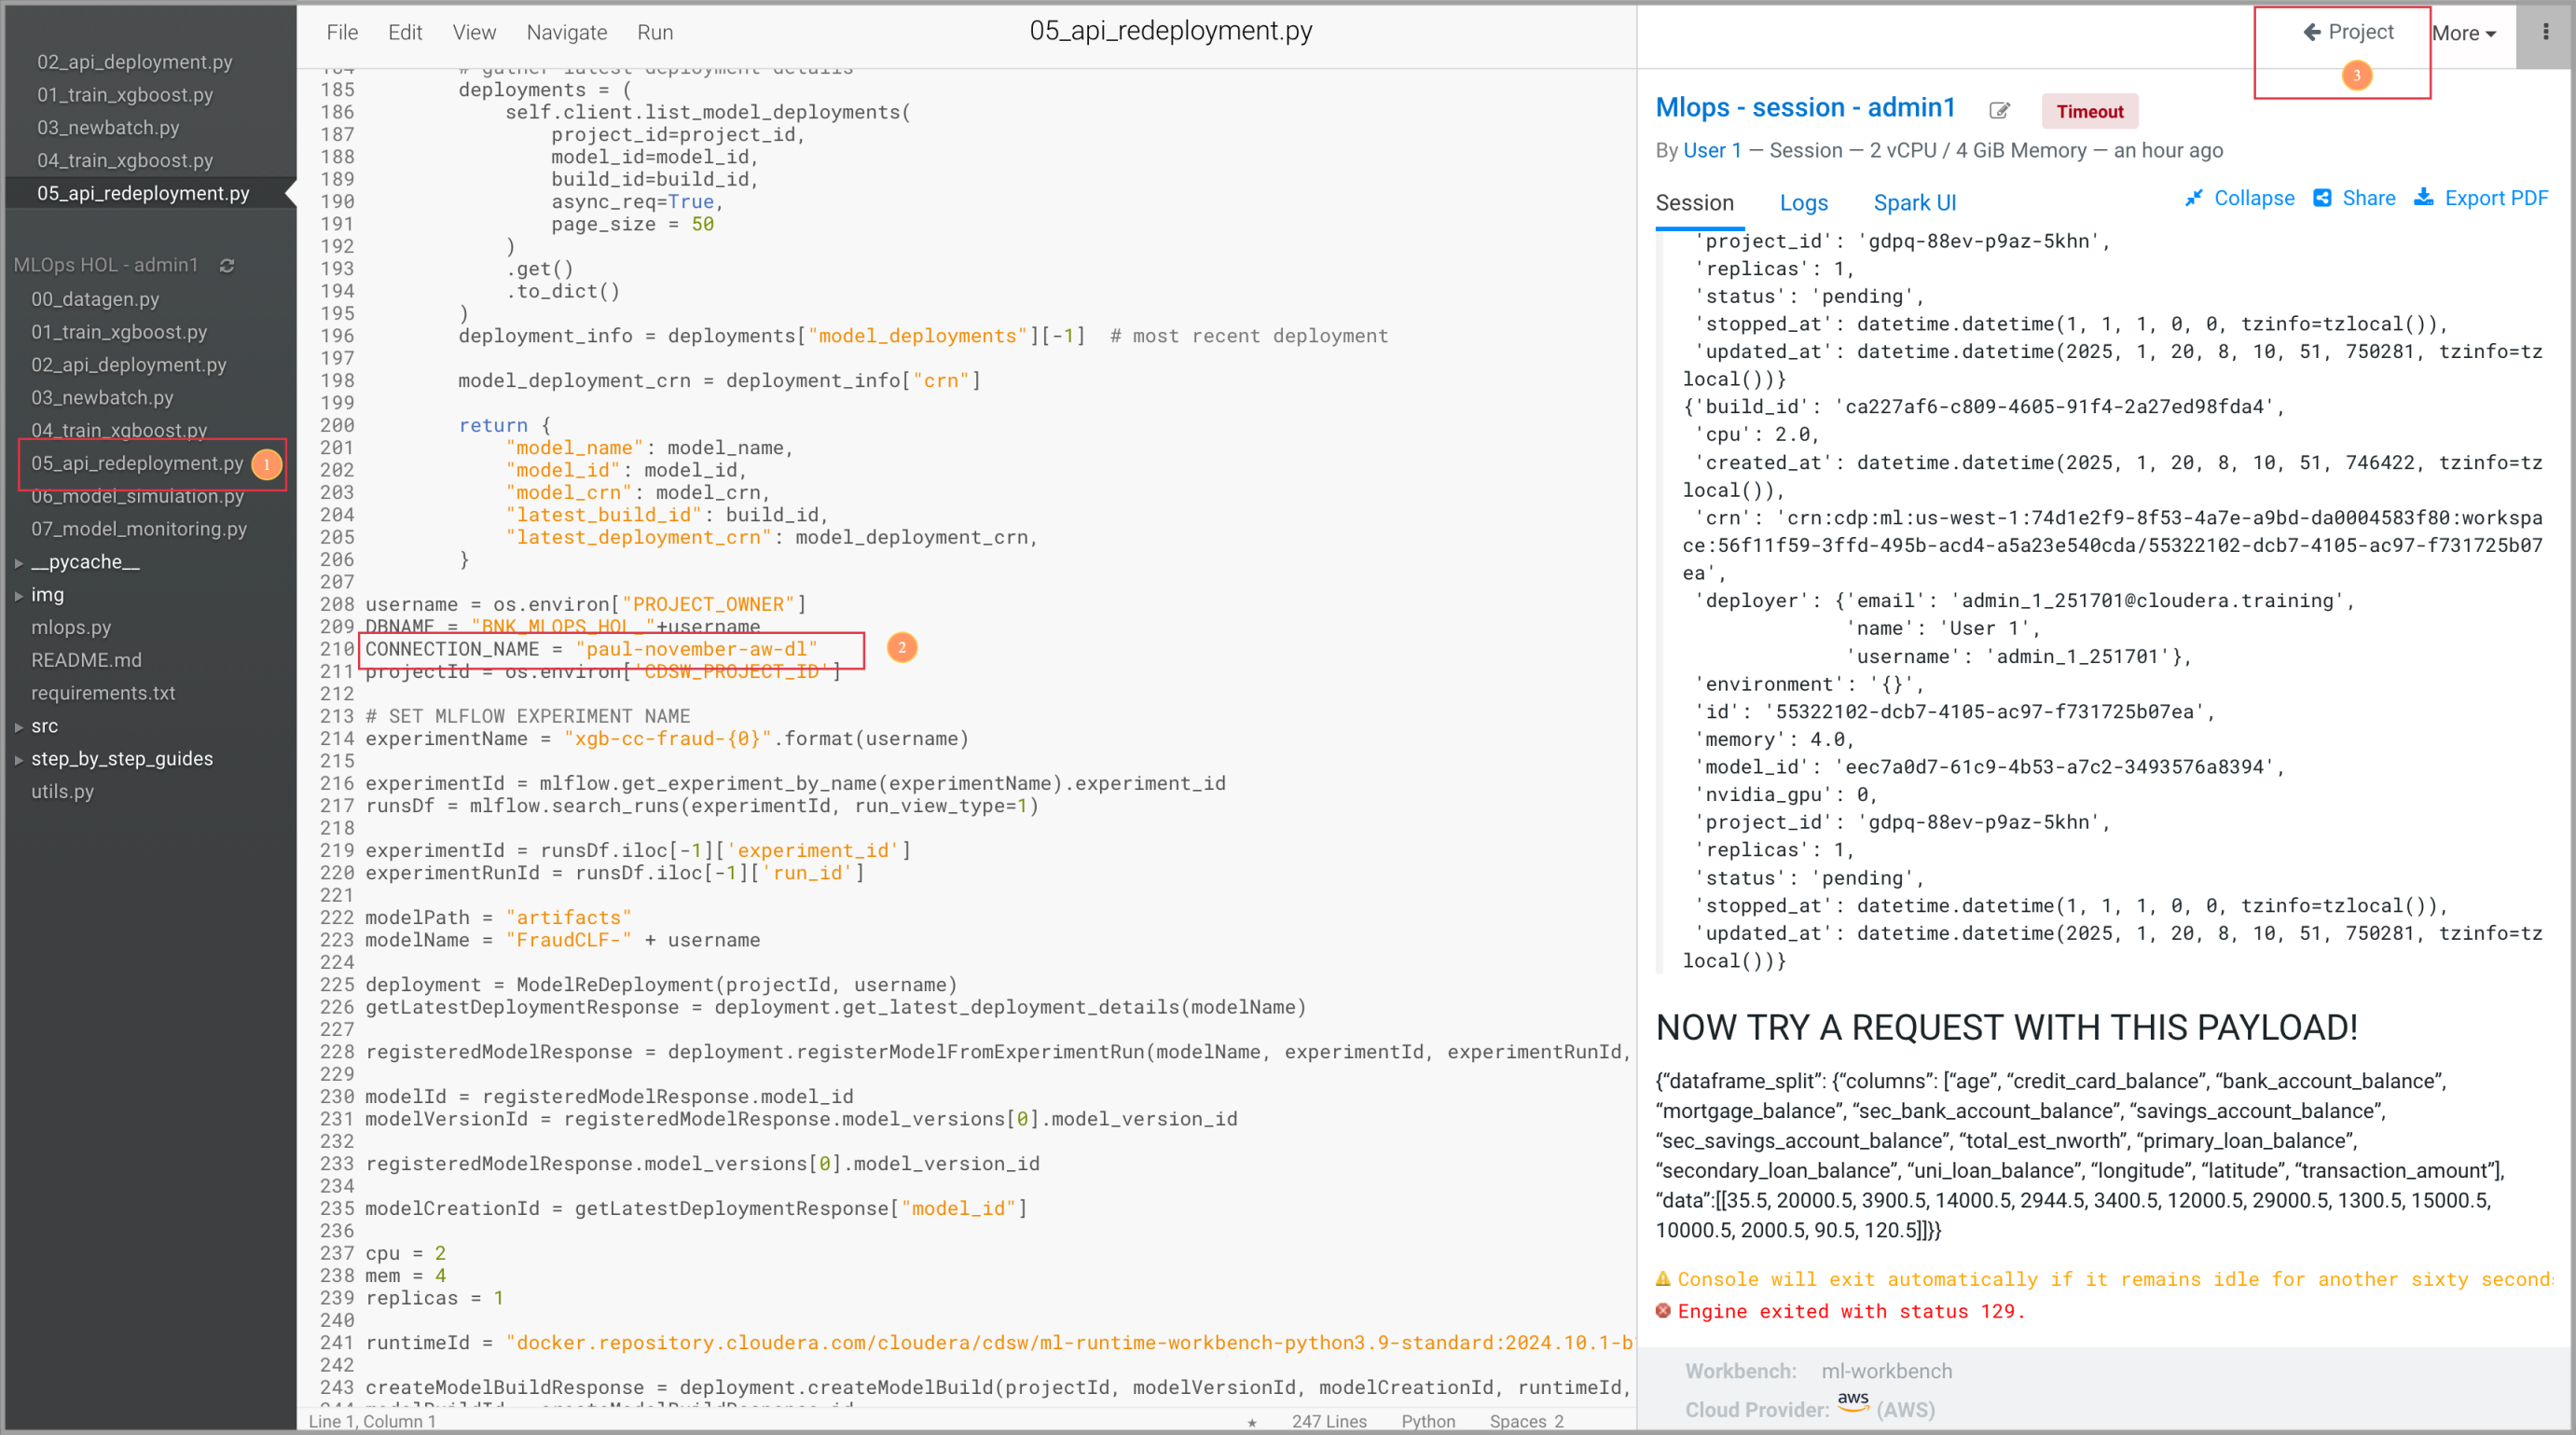 02_api_deployment.py
01_train_xgboost.py
03_newbatch.py
04_train_xgboost.py
05_api_redeployment.py
MLOps HOL - admin1
00_datagen.py
01_train_xgboost.py
02_api_deployment.py
03_newbatch.py
04_train_xgboost.py
05_api_redeployment.py
1
06_model_simulation.py
07_model_monitoring.py
__pycache__
img
mlops.py
README.md
requirements.txt
src
step_by_step_guides
utils.py
File Edit View Navigate Run
05_api_redeployment.py
184 # gather latest deployment details
185 deployments = (
186 self.client.list_model_deployments(
187 project_id=project_id,
188 model_id=model_id,
189 build_id=build_id,
190 async_req=True,
191 page_size = 50
192 )
193 .get()
194 .to_dict()
195 )
196 deployment_info = deployments["model_deployments"][-1] # most recent deployment
197
198 model_deployment_crn = deployment_info["crn"]
199
200 return {
201 "model_name": model_name,
202 "model_id": model_id,
203 "model_crn": model_crn,
204 "latest_build_id": build_id,
205 "latest_deployment_crn": model_deployment_crn,
206 }
207
208 username = os.environ["PROJECT_OWNER"]
209 DBNAME = "BNK_MLOPS_HOL_"+username
210 CONNECTION_NAME = "paul-november-aw-dl"
2
211 projectId = os.environ['CDSW_PROJECT_ID']
212
213 # SET MLFLOW EXPERIMENT NAME
214 experimentName = "xgb-cc-fraud-{0}".format(username)
215
216 experimentId = mlflow.get_experiment_by_name(experimentName).experiment_id
217 runsDf = mlflow.search_runs(experimentId, run_view_type=1)
218
219 experimentId = runsDf.iloc[-1]['experiment_id']
220 experimentRunId = runsDf.iloc[-1]['run_id']
221
222 modelPath = "artifacts"
223 modelName = "FraudCLF-" + username
224
225 deployment = ModelReDeployment(projectId, username)
226 getLatestDeploymentResponse = deployment.get_latest_deployment_details(modelName)
227
228 registeredModelResponse = deployment.registerModelFromExperimentRun(modelName, experimentId, experimentRunId,
229
230 modelId = registeredModelResponse.model_id
231 modelVersionId = registeredModelResponse.model_versions[0].model_version_id
232
233 registeredModelResponse.model_versions[0].model_version_id
234
235 modelCreationId = getLatestDeploymentResponse["model_id"]
236
237 cpu = 2
238 mem = 4
239 replicas = 1
240
241 runtimeId = "docker.repository.cloudera.com/cloudera/cdsw/ml-runtime-workbench-python3.9-standard:2024.10.1-b
242
243 createModelBuildResponse = deployment.createModelBuild(projectId, modelVersionId, modelCreationId, runtimeId,
Line 1, Column 1
★ 247 Lines Python Spaces 2
Project
3
More
Mlops - session - admin1
Timeout
By User 1 — Session — 2 vCPU / 4 GiB Memory — an hour ago
Session Logs Spark UI
Collapse Share Export PDF
'project_id': 'gdpq-88ev-p9az-5khn',
'replicas': 1,
'status': 'pending',
'stopped_at': datetime.datetime(1, 1, 1, 0, 0, tzinfo=tzlocal()),
'updated_at': datetime.datetime(2025, 1, 20, 8, 10, 51, 750281, tzinfo=tz
local())}
{'build_id': 'ca227af6-c809-4605-91f4-2a27ed98fda4',
'cpu': 2.0,
'created_at': datetime.datetime(2025, 1, 20, 8, 10, 51, 746422, tzinfo=tz
local()),
'crn': 'crn:cdp:ml:us-west-1:74d1e2f9-8f53-4a7e-a9bd-da0004583f80:workspa
ce:56f11f59-3ffd-495b-acd4-a5a23e540cda/55322102-dcb7-4105-ac97-f731725b07
ea',
'deployer': {'email': 'admin_1_251701@cloudera.training',
'name': 'User 1',
'username': 'admin_1_251701'},
'environment': '{}',
'id': '55322102-dcb7-4105-ac97-f731725b07ea',
'memory': 4.0,
'model_id': 'eec7a0d7-61c9-4b53-a7c2-3493576a8394',
'nvidia_gpu': 0,
'project_id': 'gdpq-88ev-p9az-5khn',
'replicas': 1,
'status': 'pending',
'stopped_at': datetime.datetime(1, 1, 1, 0, 0, tzinfo=tzlocal()),
'updated_at': datetime.datetime(2025, 1, 20, 8, 10, 51, 750281, tzinfo=tz
local())}
NOW TRY A REQUEST WITH THIS PAYLOAD!
{“dataframe_split”: {“columns”: [“age”, “credit_card_balance”, “bank_account_balance”,
“mortgage_balance”, “sec_bank_account_balance”, “savings_account_balance”,
“sec_savings_account_balance”, “total_est_nworth”, “primary_loan_balance”,
“secondary_loan_balance”, “uni_loan_balance”, “longitude”, “latitude”, “transaction_amount”],
“data”:[[35.5, 20000.5, 3900.5, 14000.5, 2944.5, 3400.5, 12000.5, 29000.5, 1300.5, 15000.5,
10000.5, 2000.5, 90.5, 120.5]]}}
Console will exit automatically if it remains idle for another sixty second
Engine exited with status 129.
Workbench: ml-workbench
Cloud Provider: aws (AWS)